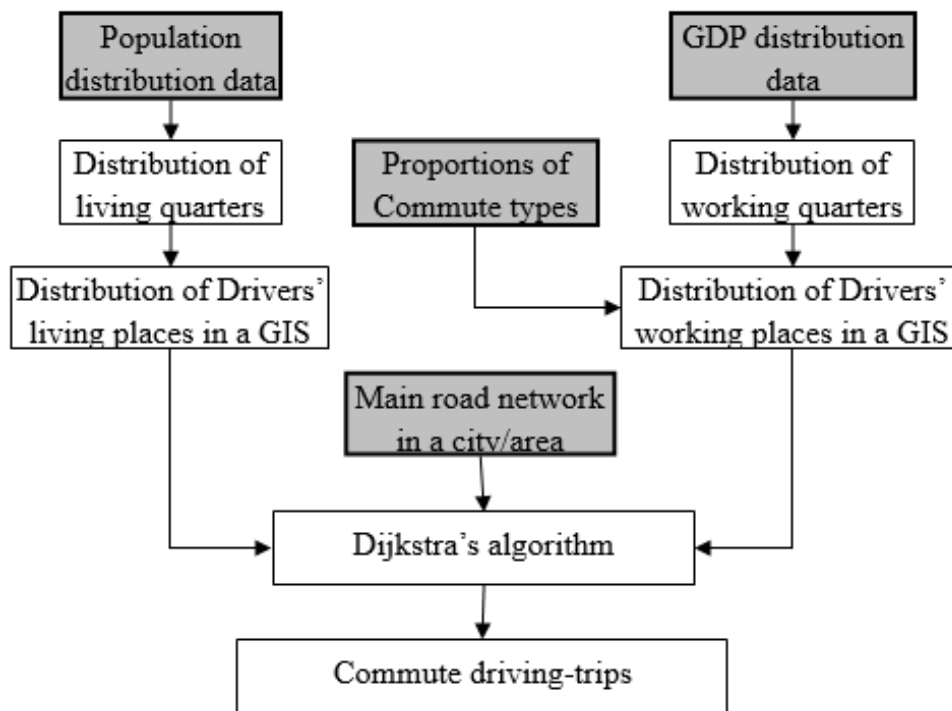 Population
distribution data
GDP distribution
data
Distribution of
living quarters
Proportions of
Commute types
Distribution of
working quarters
Distribution of Drivers’
living places in a GIS
Distribution of Drivers’
working places in a GIS
Main road network
in a city/area
Dijkstra’s algorithm
Commute driving-trips